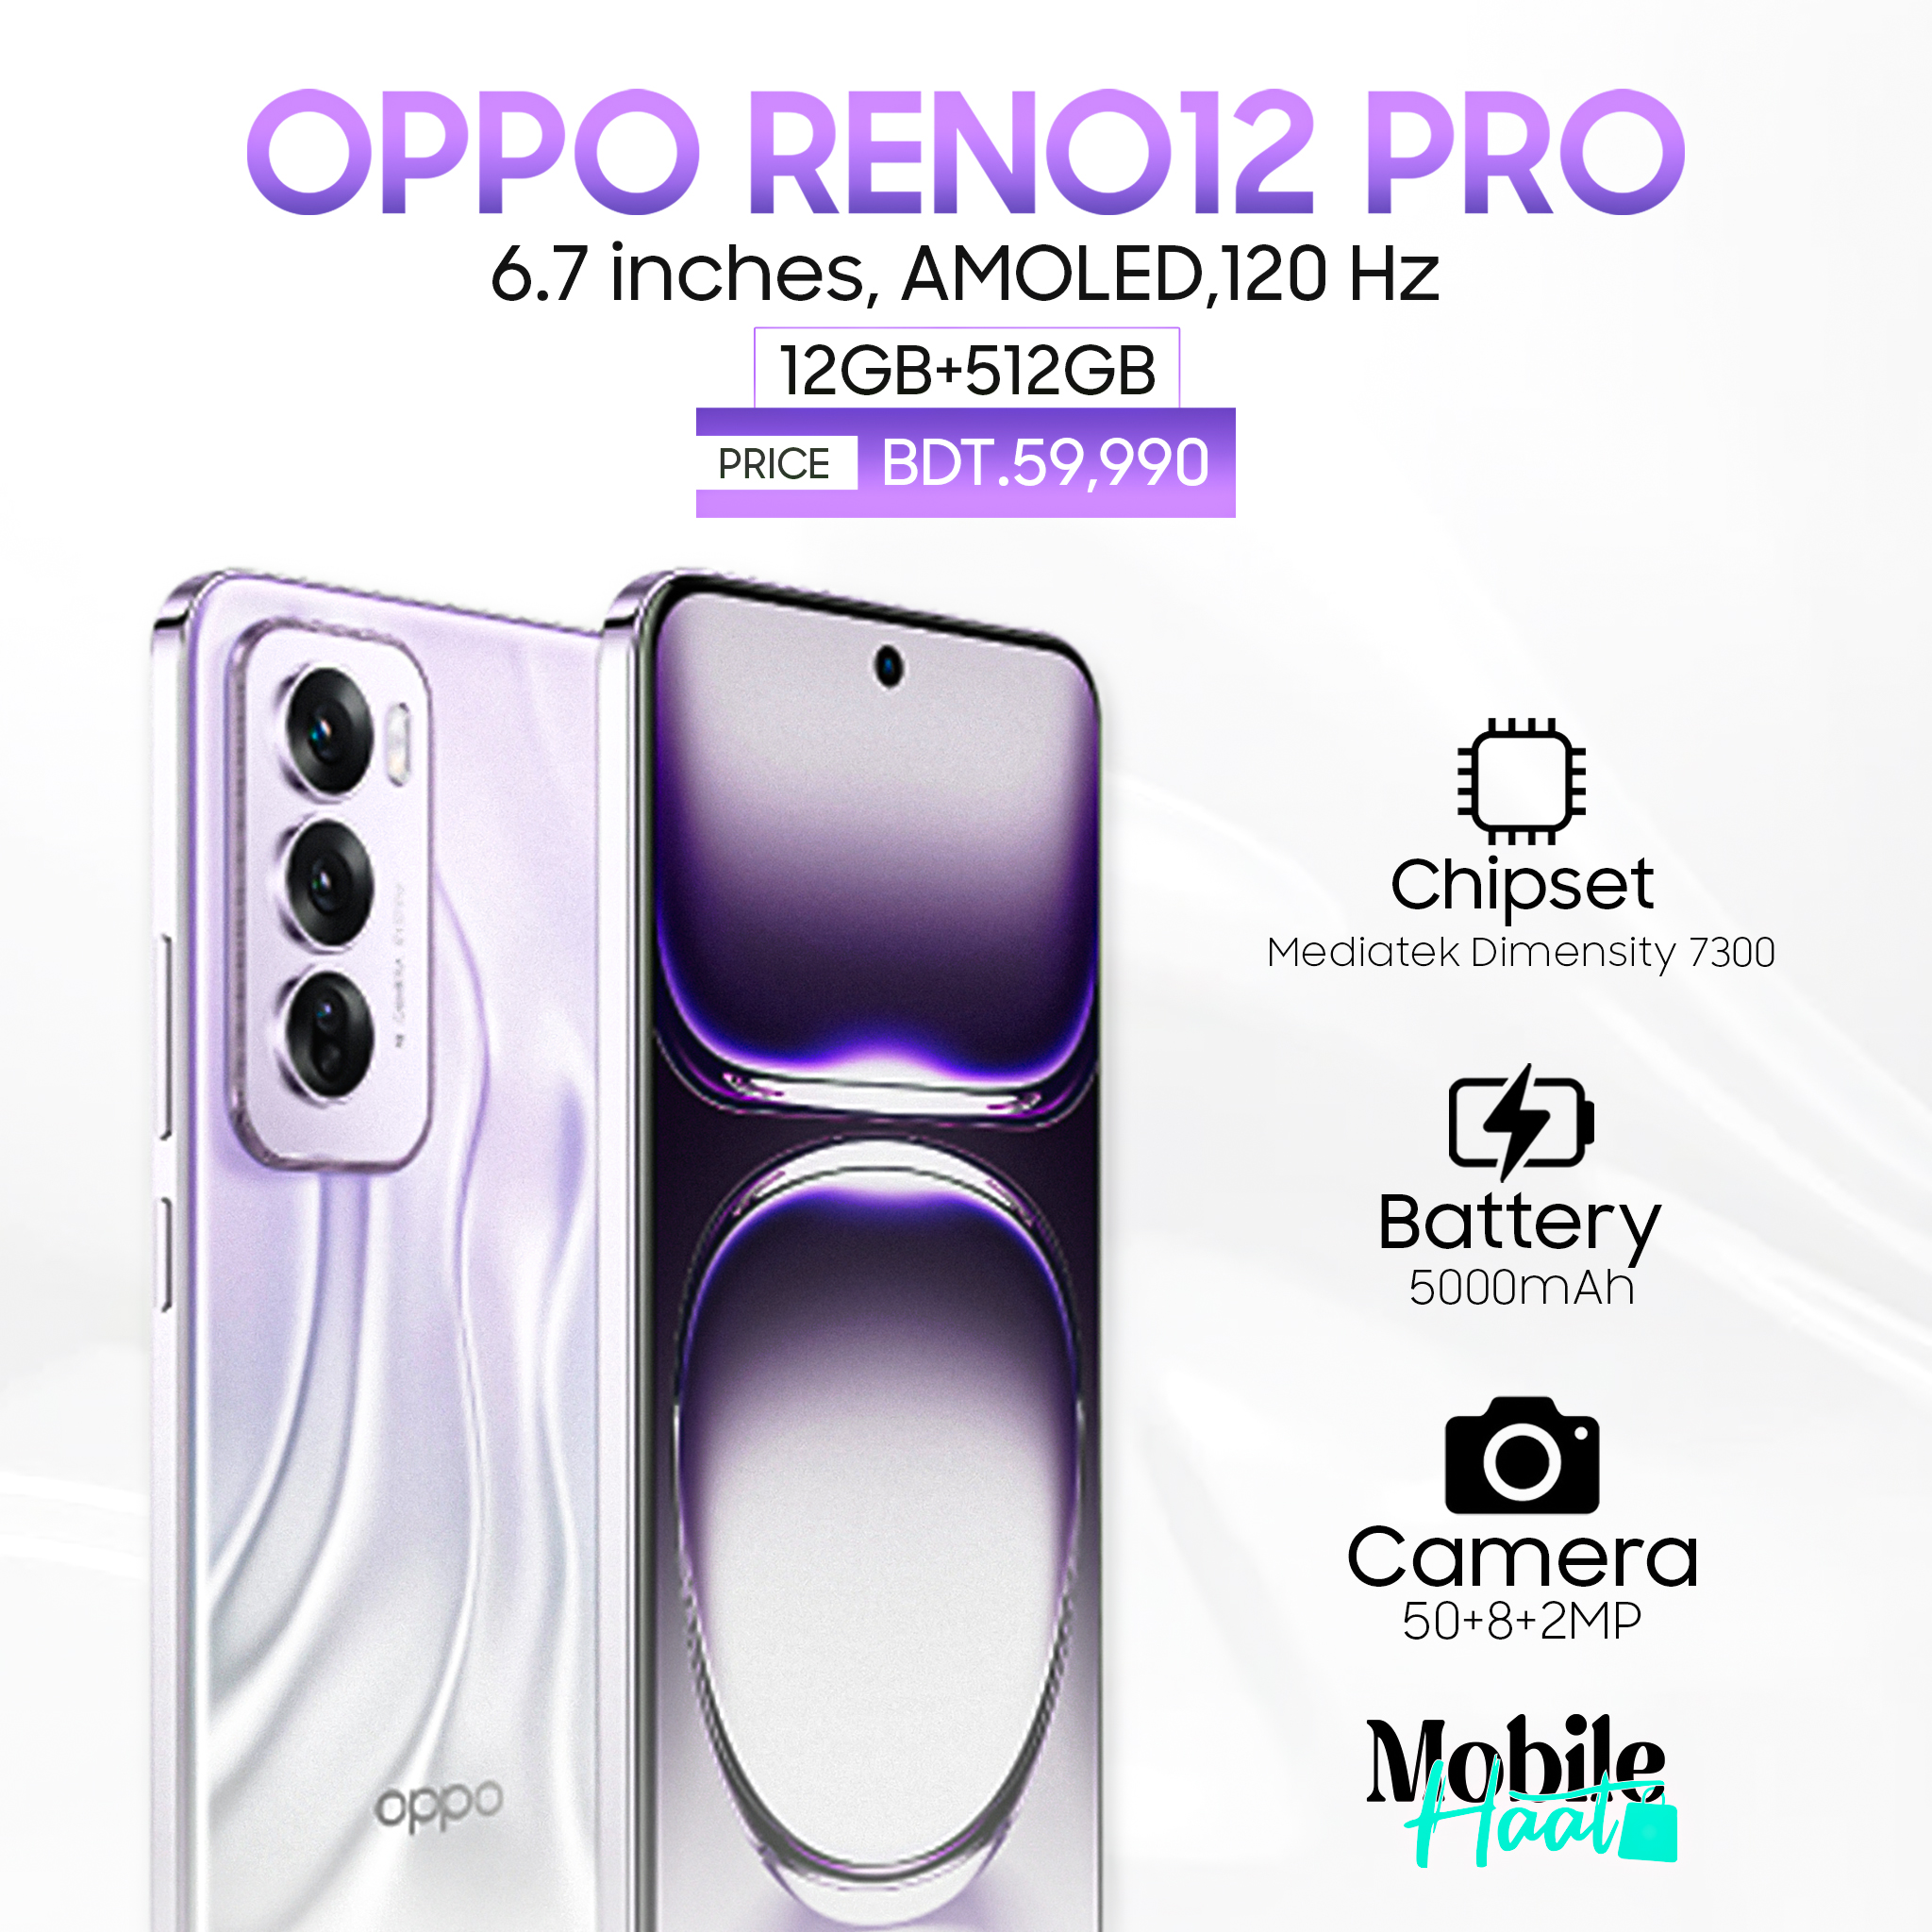 OPPO RENO12 PRO
6.7 inches, AMOLED,120 Hz
12GB+512GB
PRICE BDT.59,990
Chipset
Mediatek Dimensity 7300
Battery
5000mAh
Camera
50+8+2MP
oppo
Mobile
Haat